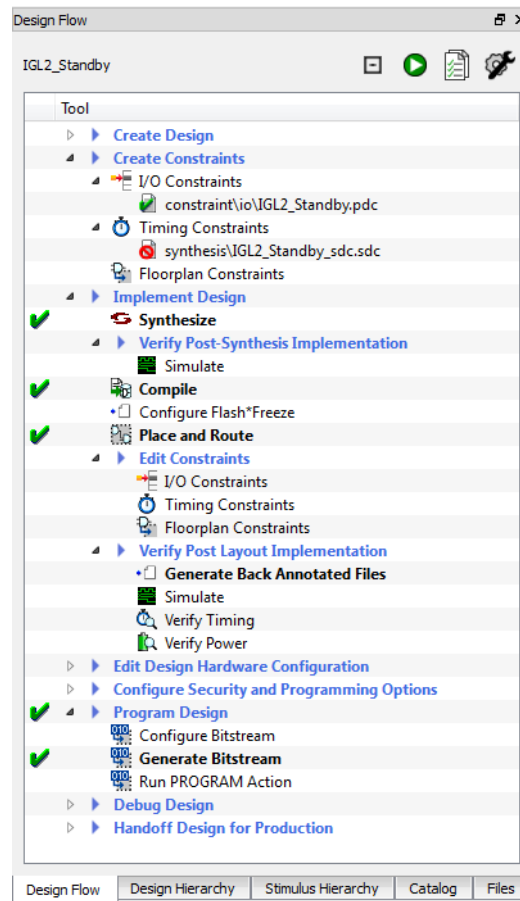 Design Flow
IGL2_Standby
Tool
Create Design
Create Constraints
I/O Constraints
constraint\io\IGL2_Standby.pdc
Timing Constraints
synthesis\IGL2_Standby_sdc.sdc
Floorplan Constraints
Implement Design
Synthesize
Verify Post-Synthesis Implementation
Simulate
Compile
Configure Flash*Freeze
Place and Route
Edit Constraints
I/O Constraints
Timing Constraints
Floorplan Constraints
Verify Post Layout Implementation
Generate Back Annotated Files
Simulate
Verify Timing
Verify Power
Edit Design Hardware Configuration
Configure Security and Programming Options
Program Design
Configure Bitstream
Generate Bitstream
Run PROGRAM Action
Debug Design
Handoff Design for Production
Design Flow Design Hierarchy Stimulus Hierarchy Catalog Files